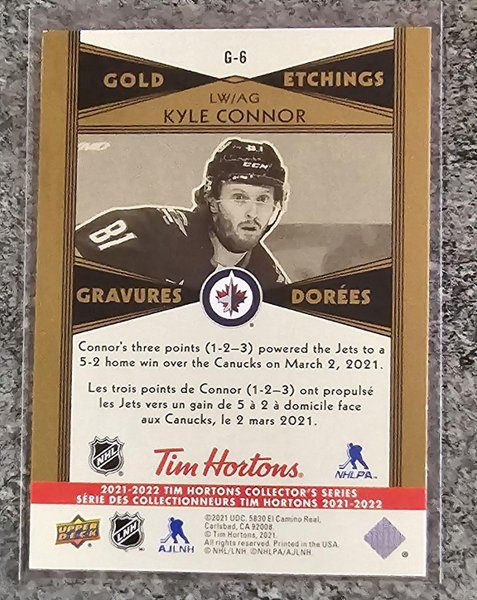 G-6
GOLD ETCHINGS
LW/AG
KYLE CONNOR
81
CCM
81
GRAVURES DORÉES
®
Connor's three points (1-2-3) powered the Jets to a
5-2 home win over the Canucks on March 2, 2021.
Les trois points de Connor (1-2-3) ont propulsé
les Jets vers un gain de 5 à 2 à domicile face
aux Canucks, le 2 mars 2021.
NHL Tim Hortons® NHLPA™
2021-2022 TIM HORTONS COLLECTOR'S SERIES
SÉRIE DES COLLECTIONNEURS TIM HORTONS 2021-2022
UPPER DECK LNH AJLNH
©2021 UDC. 5830 El Camino Real,
Carlsbad, CA 92008.
© Tim Hortons, 2021.
All rights reserved. Printed in the USA.
© NHL/LNH. ©NHLPA/AJLNH.
®